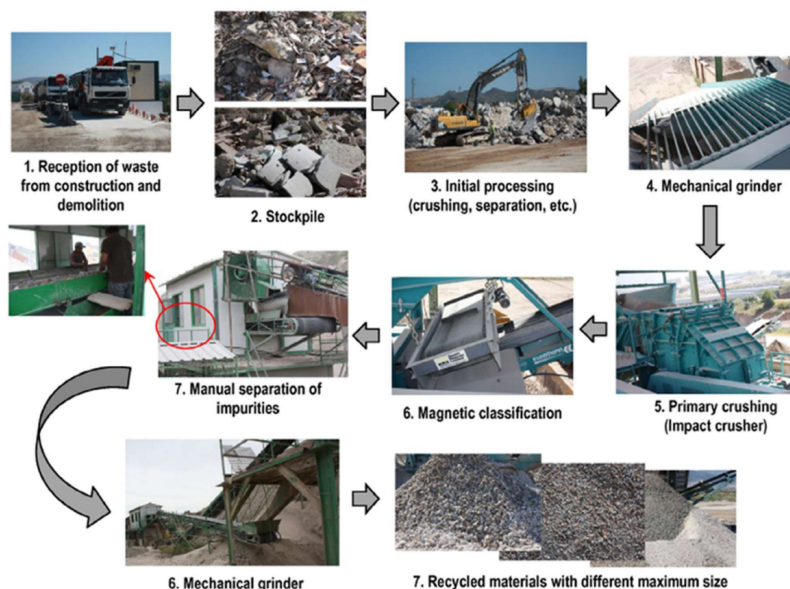 1. Reception of waste
from construction and
demolition
2. Stockpile
3. Initial processing
(crushing, separation, etc.)
4. Mechanical grinder
5. Primary crushing
(Impact crusher)
6. Magnetic classification
7. Manual separation of
impurities
6. Mechanical grinder
7. Recycled materials with different maximum size